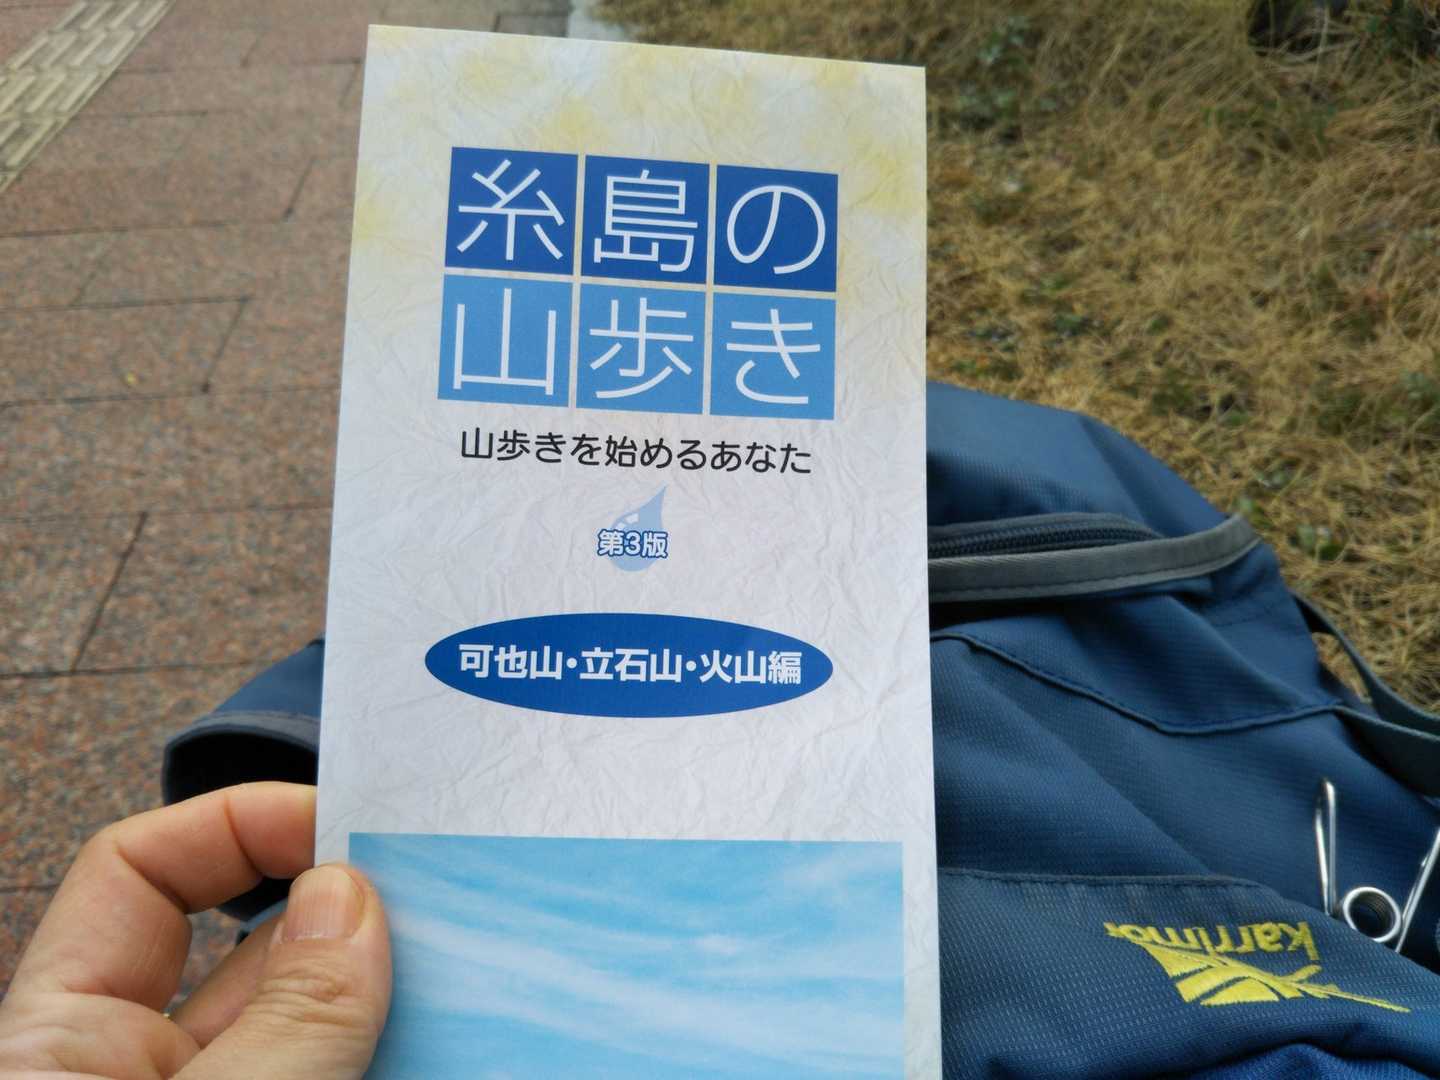 糸島の
山歩き
山歩きを始めるあなた
第3版
可也山・立石山・火山編
karrimor